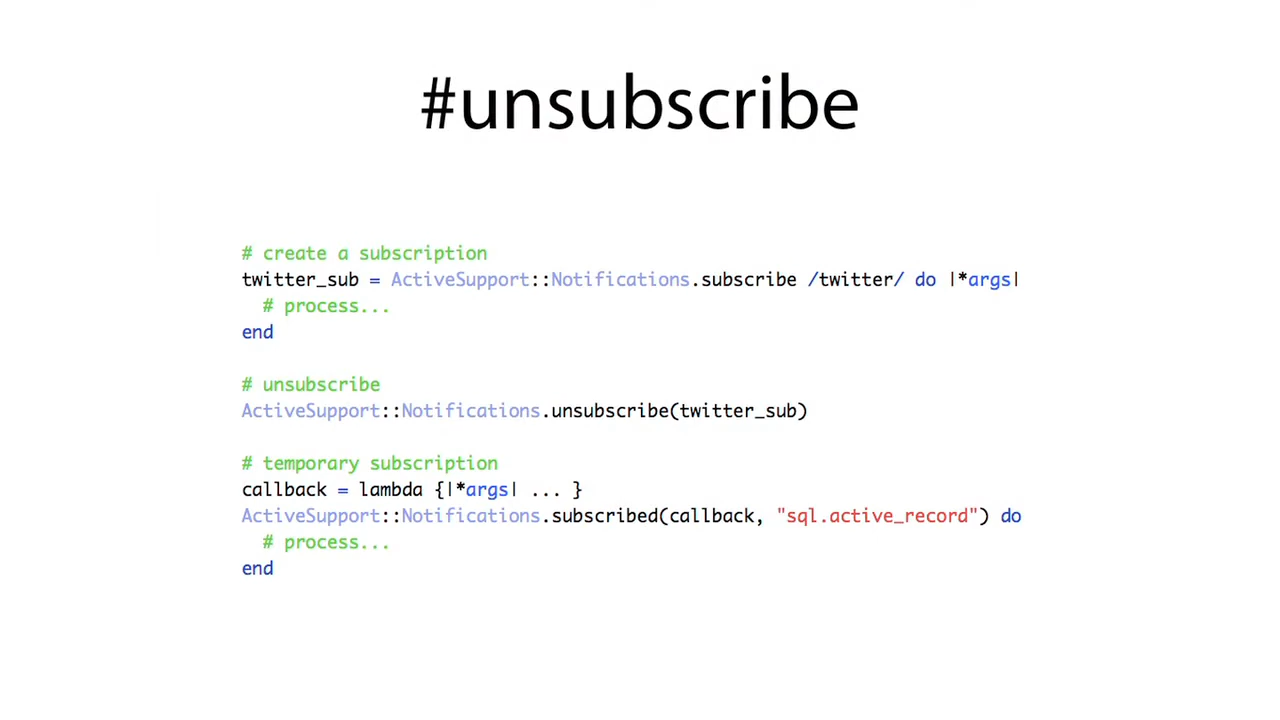 #unsubscribe
# create a subscription
twitter_sub = ActiveSupport::Notifications.subscribe /twitter/ do |*args|
  # process...
end
# unsubscribe
ActiveSupport::Notifications.unsubscribe(twitter_sub)
# temporary subscription
callback = lambda {|*args| ... }
ActiveSupport::Notifications.subscribed(callback, "sql.active_record") do
  # process...
end